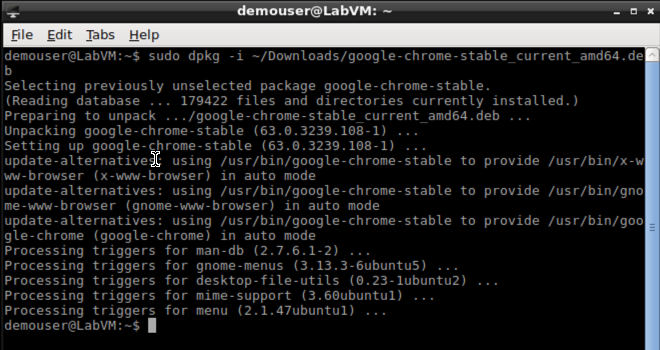 demouser@LabVM: ~
File Edit Tabs Help
demouser@LabVM:~$ sudo dpkg -i ~/Downloads/google-chrome-stable_current_amd64.de
b
Selecting previously unselected package google-chrome-stable.
(Reading database ... 179422 files and directories currently installed.)
Preparing to unpack .../google-chrome-stable_current_amd64.deb ...
Unpacking google-chrome-stable (63.0.3239.108-1) ...
Setting up google-chrome-stable (63.0.3239.108-1) ...
update-alternatives: using /usr/bin/google-chrome-stable to provide /usr/bin/x-w
ww-browser (x-www-browser) in auto mode
update-alternatives: using /usr/bin/google-chrome-stable to provide /usr/bin/gno
me-www-browser (gnome-www-browser) in auto mode
update-alternatives: using /usr/bin/google-chrome-stable to provide /usr/bin/goo
gle-chrome (google-chrome) in auto mode
Processing triggers for man-db (2.7.6.1-2) ...
Processing triggers for gnome-menus (3.13.3-6ubuntu5) ...
Processing triggers for desktop-file-utils (0.23-1ubuntu2) ...
Processing triggers for mime-support (3.60ubuntu1) ...
Processing triggers for menu (2.1.47ubuntu1) ...
demouser@LabVM:~$